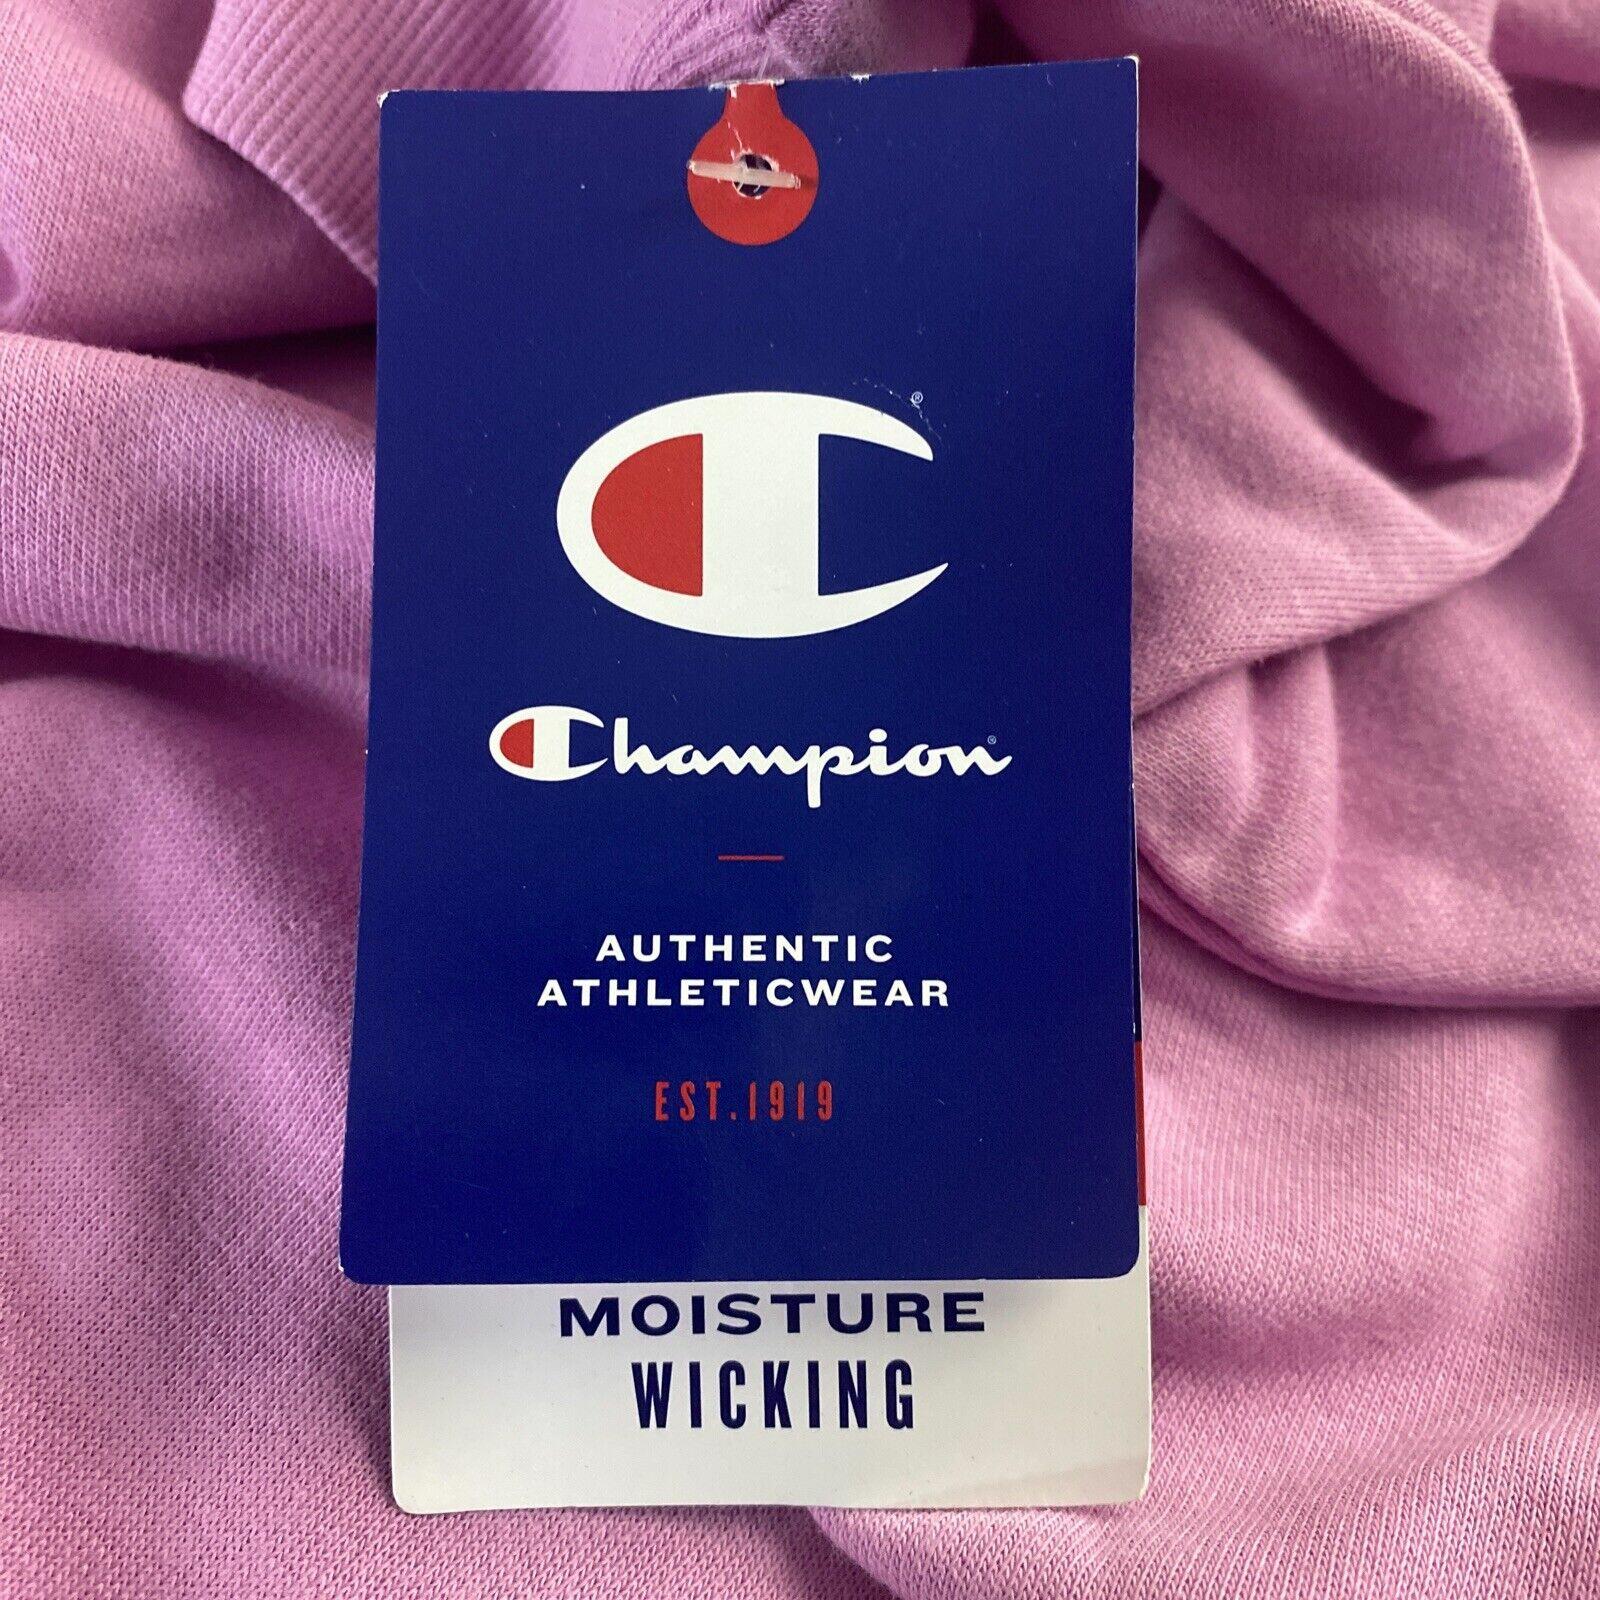 ®
Champion®
AUTHENTIC
ATHLETICWEAR
EST. 1919
MOISTURE
WICKING